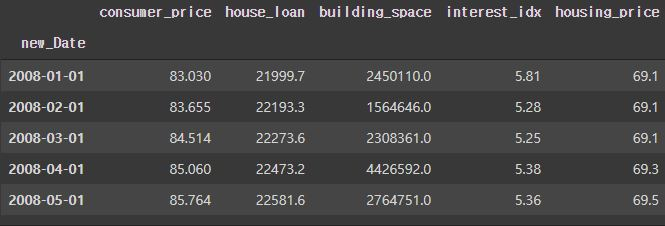 consumer_price house_loan building_space interest_idx housing_price
new_Date
2008-01-01 83.030 21999.7 2450110.0 5.81 69.1
2008-02-01 83.655 22193.3 1564646.0 5.28 69.1
2008-03-01 84.514 22273.6 2308361.0 5.25 69.1
2008-04-01 85.060 22473.2 4426592.0 5.38 69.3
2008-05-01 85.764 22581.6 2764751.0 5.36 69.5